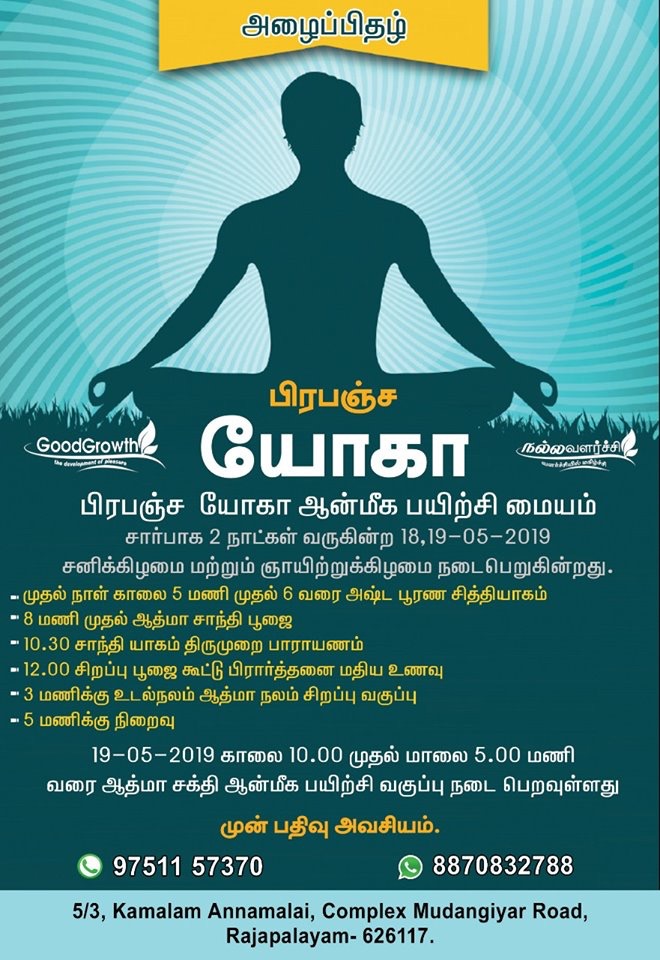 அழைப்பிதழ்
பிரபஞ்ச
யோகா
GoodGrowth
the development of pleasure
நல்லவளர்ச்சி
வளர்ச்சியில் மகிழ்ச்சி
பிரபஞ்ச யோகா ஆன்மீக பயிற்சி மையம்
சார்பாக 2 நாட்கள் வருகின்ற 18,19-05-2019
சனிக்கிழமை மற்றும் ஞாயிற்றுக்கிழமை நடைபெறுகின்றது.
முதல் நாள் காலை 5 மணி முதல் 6 வரை அஷ்ட பூரண சித்தியாகம்
8 மணி முதல் ஆத்மா சாந்தி பூஜை
10.30 சாந்தி யாகம் திருமுறை பாராயணம்
12.00 சிறப்பு பூஜை கூட்டு பிரார்த்தனை மதிய உணவு
3 மணிக்கு உடல்நலம் ஆத்மா நலம் சிறப்பு வகுப்பு
5 மணிக்கு நிறைவு
19-05-2019 காலை 10.00 முதல் மாலை 5.00 மணி
வரை ஆத்மா சக்தி ஆன்மீக பயிற்சி வகுப்பு நடை பெறவுள்ளது
முன் பதிவு அவசியம்.
97511 57370
8870832788
5/3, Kamalam Annamalai, Complex Mudangiyar Road,
Rajapalayam- 626117.